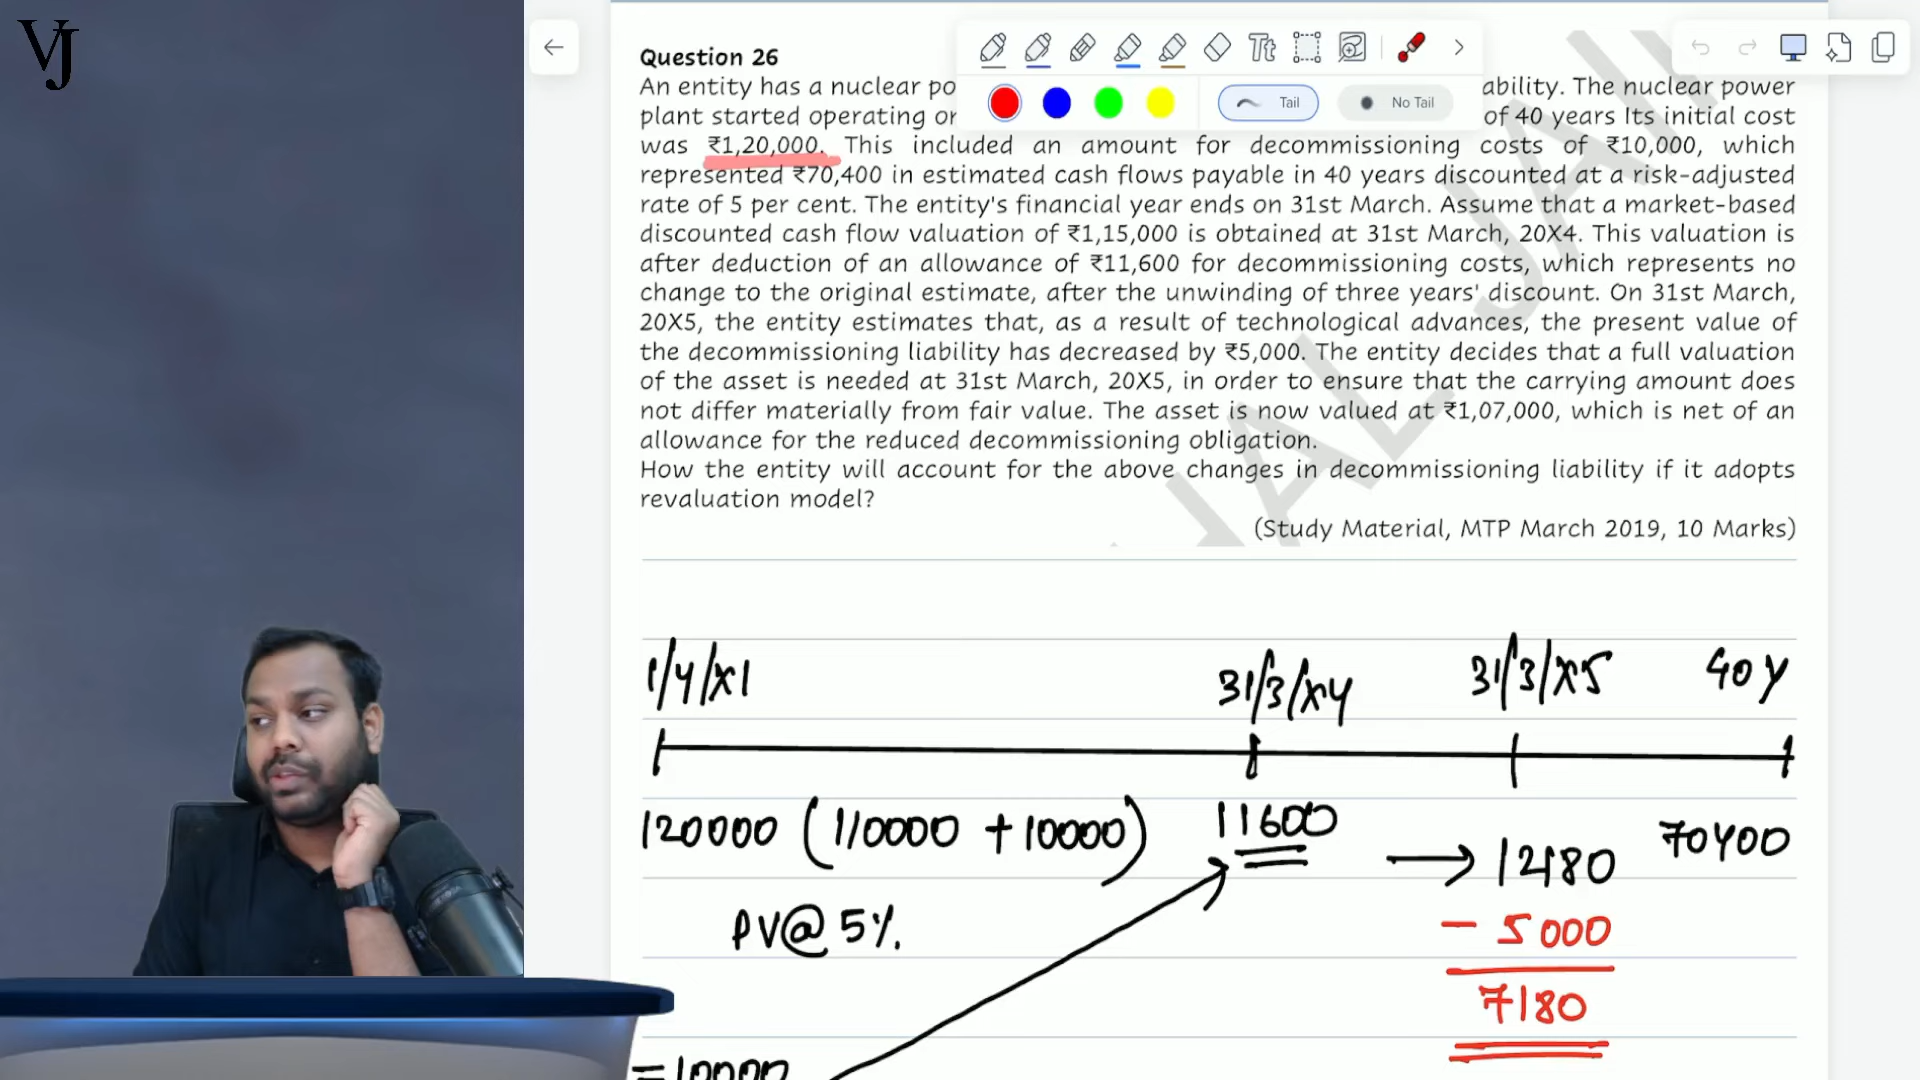 VJ
Tail
No Tail
Question 26
An entity has a nuclear po ability. The nuclear power
plant started operating on of 40 years Its initial cost
was ₹1,20,000. This included an amount for decommissioning costs of ₹10,000, which
represented ₹70,400 in estimated cash flows payable in 40 years discounted at a risk-adjusted
rate of 5 per cent. The entity's financial year ends on 31st March. Assume that a market-based
discounted cash flow valuation of ₹1,15,000 is obtained at 31st March, 20X4. This valuation is
after deduction of an allowance of ₹11,600 for decommissioning costs, which represents no
change to the original estimate, after the unwinding of three years' discount. On 31st March,
20X5, the entity estimates that, as a result of technological advances, the present value of
the decommissioning liability has decreased by ₹5,000. The entity decides that a full valuation
of the asset is needed at 31st March, 20X5, in order to ensure that the carrying amount does
not differ materially from fair value. The asset is now valued at ₹1,07,000, which is net of an
allowance for the reduced decommissioning obligation.
How the entity will account for the above changes in decommissioning liability if it adopts
revaluation model?
(Study Material, MTP March 2019, 10 Marks)
1/4/X1 31/3/X4 31/3/X5 40 Y
120000 (110000 + 10000) 11600 → 12180 70400
PV@ 5%. - 5000
7180
=10000